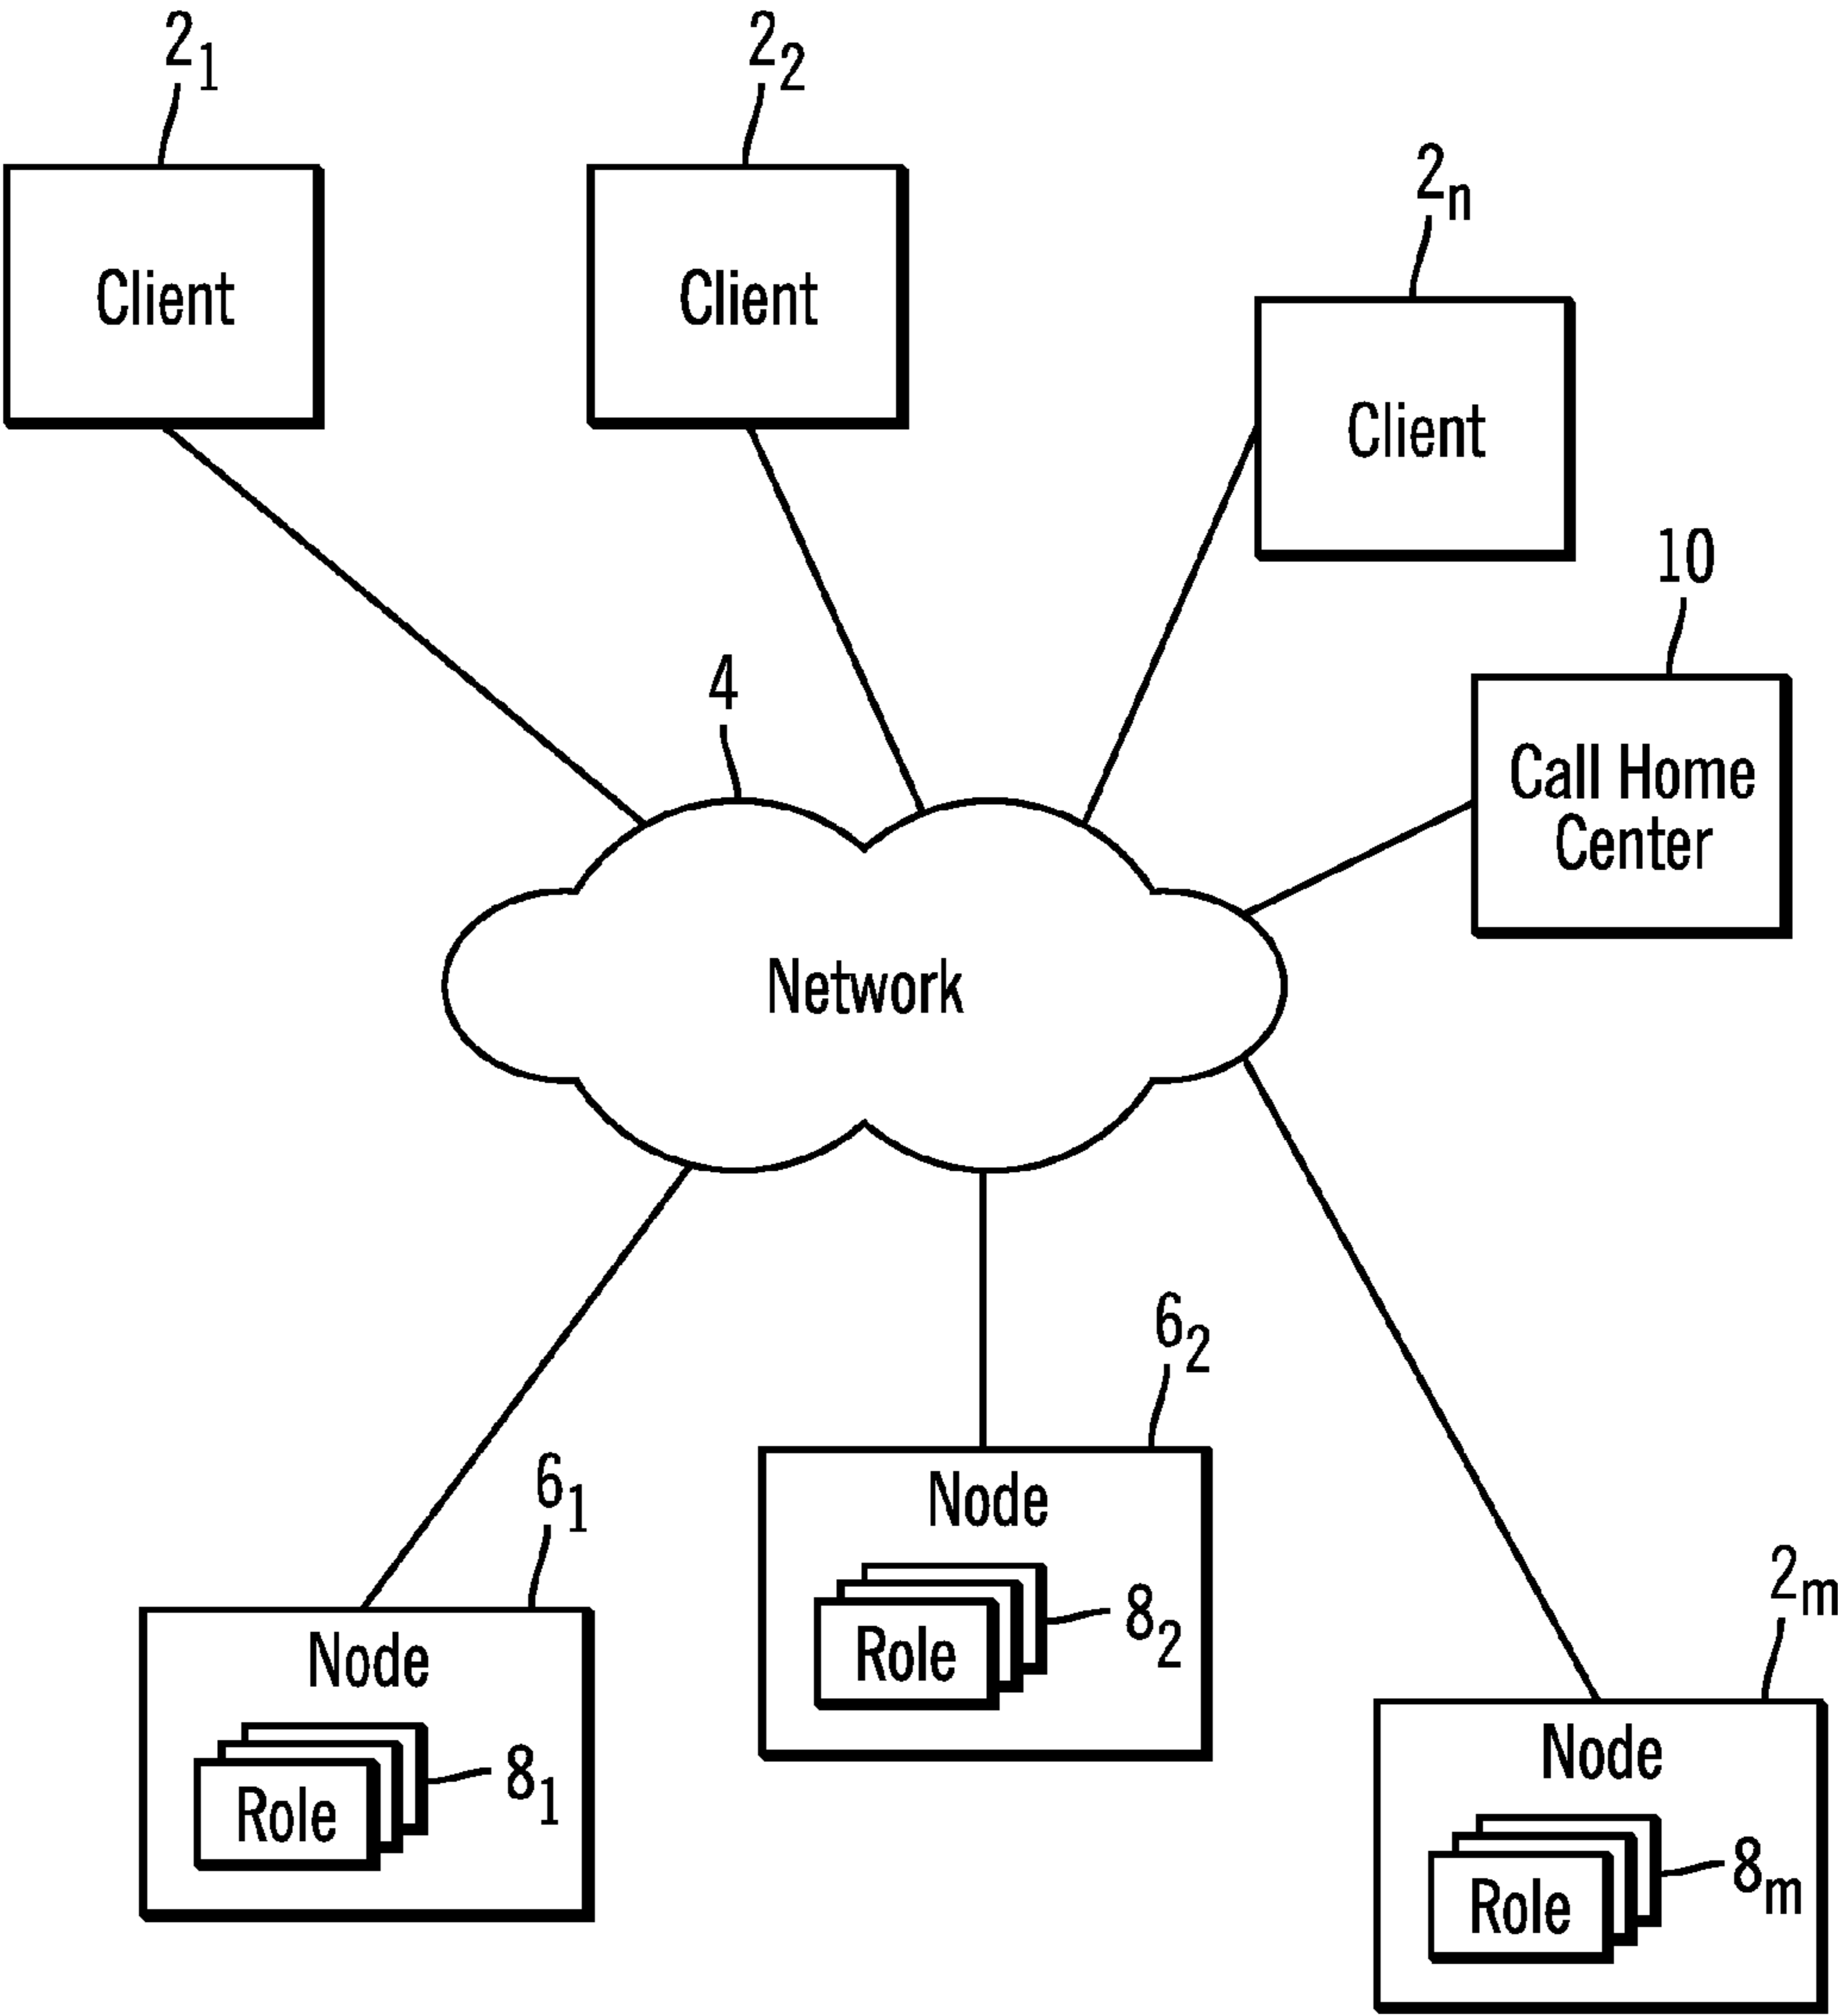 2₁
2₂
2ₙ
Client
Client
Client
10
4
Call Home
Center
Network
6₂
6₁
Node
2ₘ
8₂
Role
Node
Node
8₁
Role
8ₘ
Role